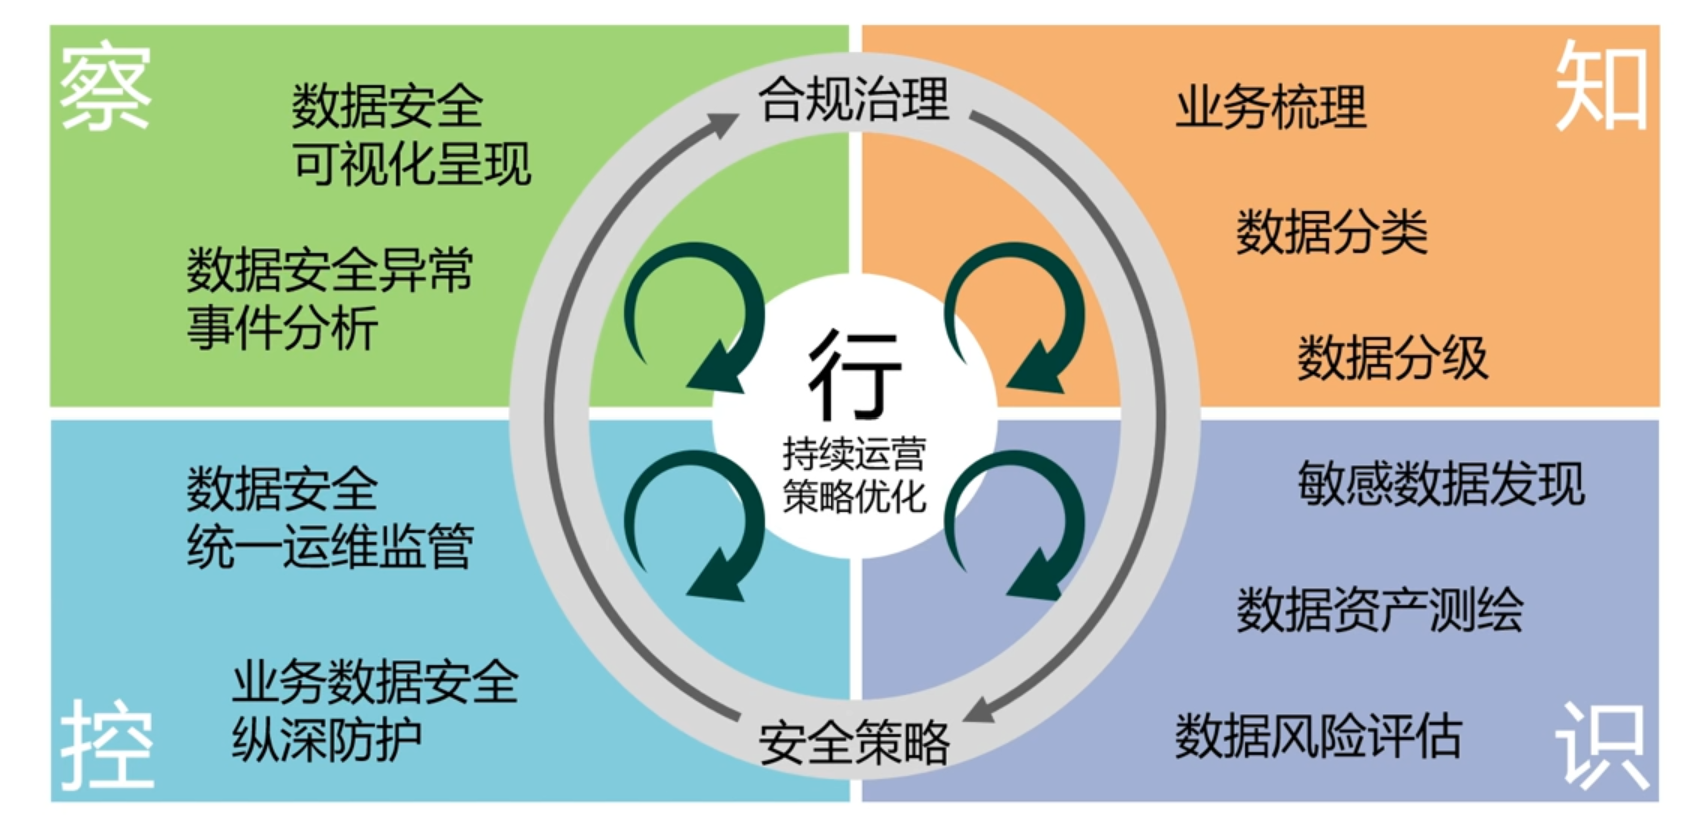 察
数据安全
可视化呈现
数据安全异常
事件分析
知
业务梳理
数据分类
数据分级
合规治理
行
持续运营
策略优化
安全策略
数据安全
统一运维监管
业务数据安全
纵深防护
控
敏感数据发现
数据资产测绘
数据风险评估
识